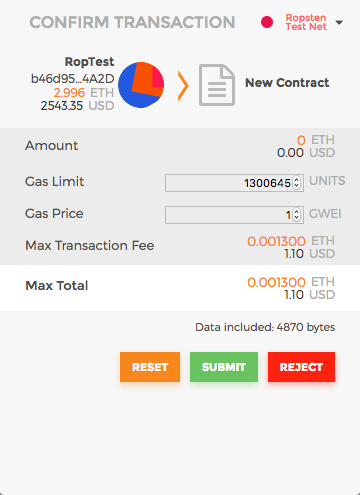 CONFIRM TRANSACTION
Ropsten
Test Net
RopTest
b46d95...4A2D
2.996 ETH
2543.35 USD
New Contract
Amount
0 ETH
0.00 USD
Gas Limit
1300645 UNITS
Gas Price
1 GWEI
Max Transaction Fee
0.001300 ETH
1.10 USD
Max Total
0.001300 ETH
1.10 USD
Data included: 4870 bytes
RESET SUBMIT REJECT